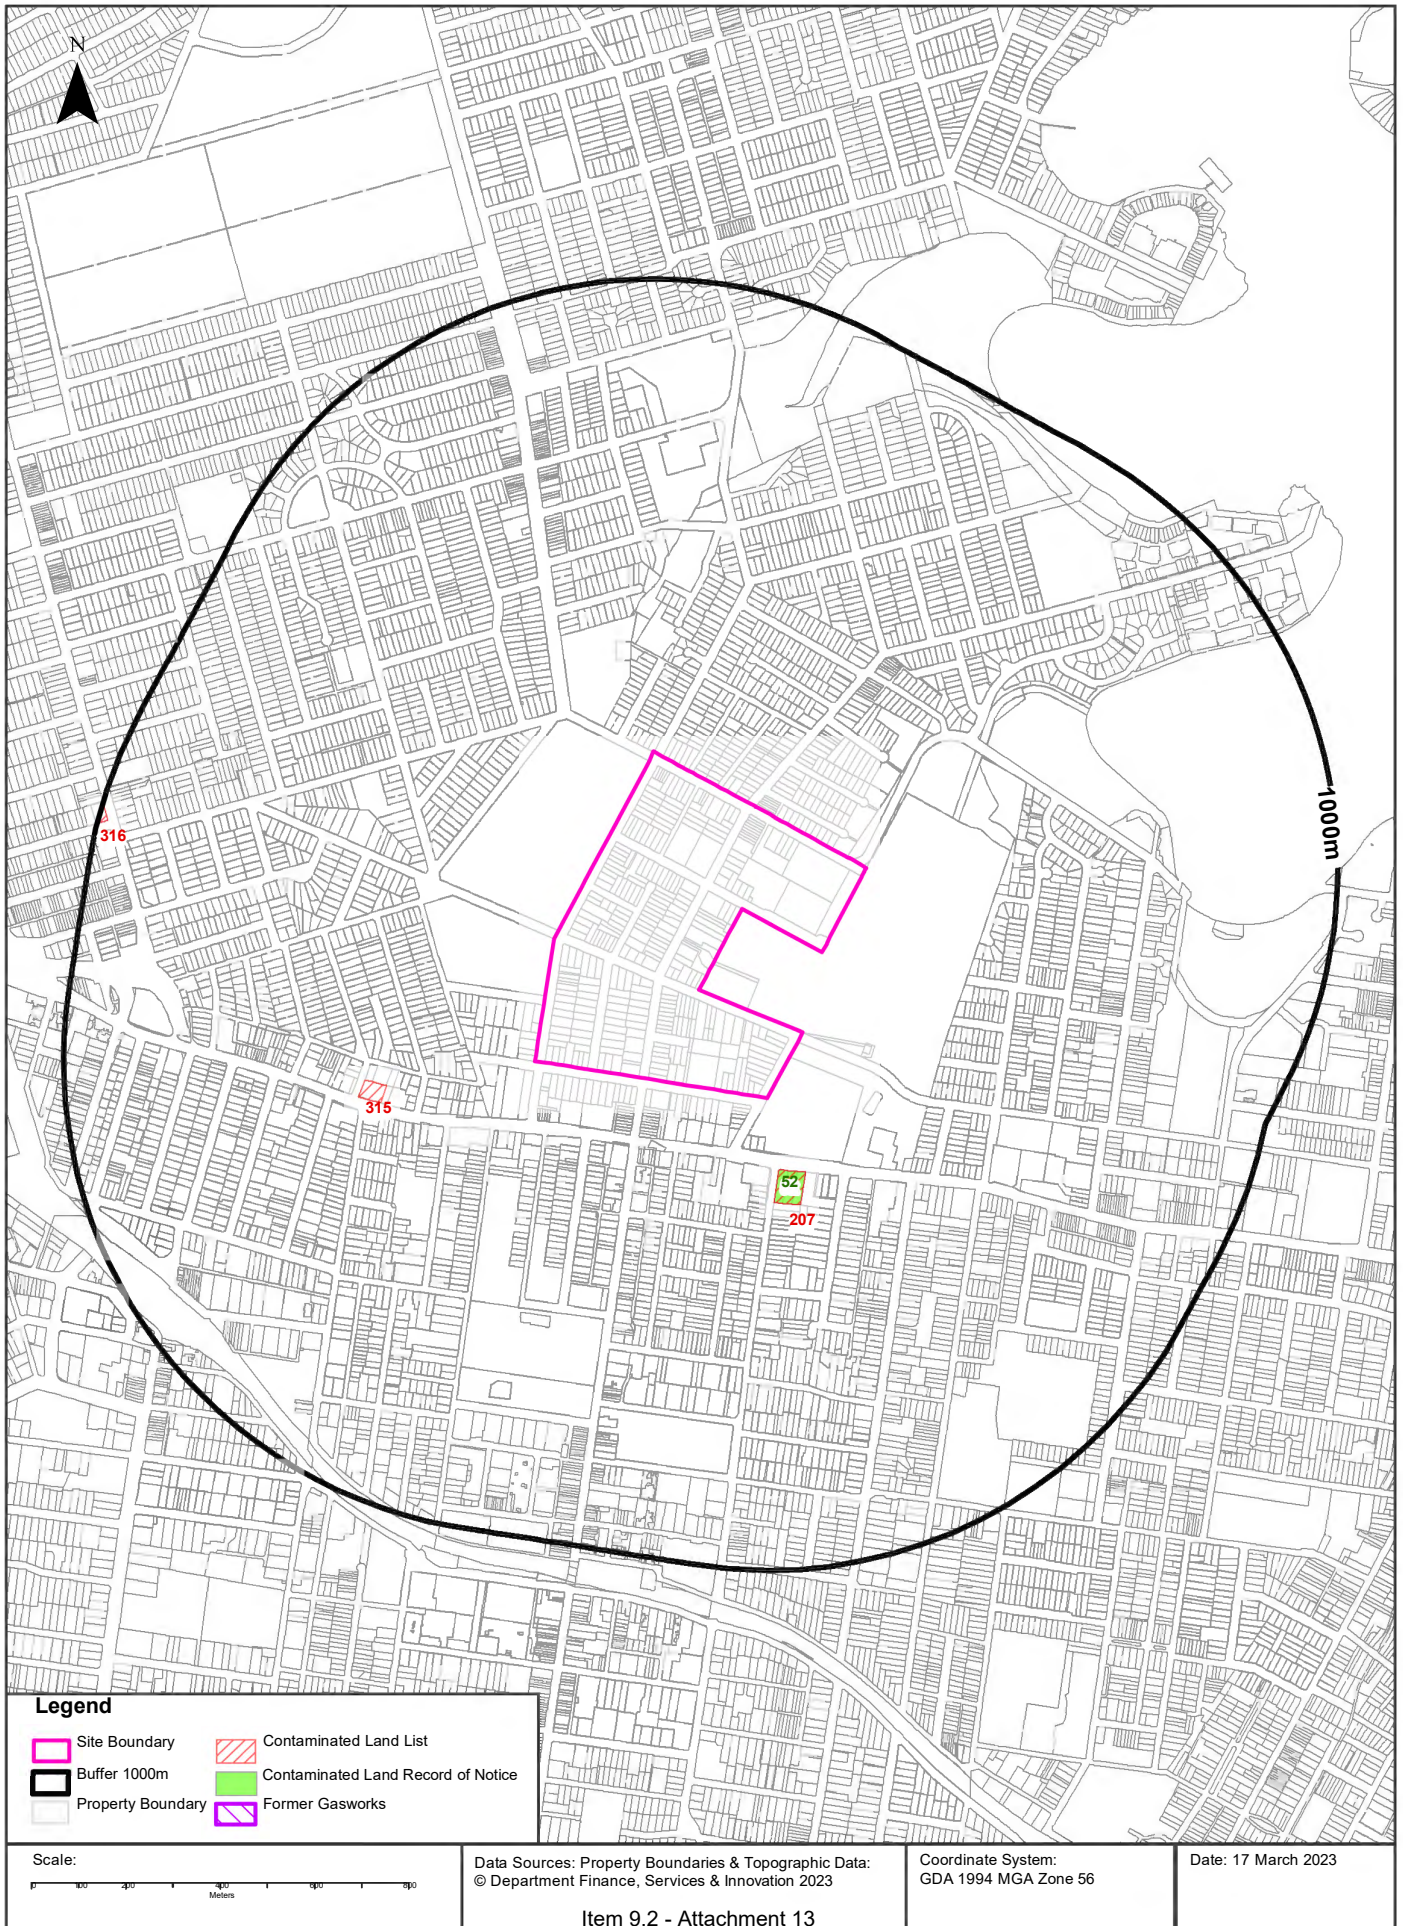 N
1000m
316
315
52
207
Legend
Site Boundary
Contaminated Land List
Buffer 1000m
Contaminated Land Record of Notice
Property Boundary
Former Gasworks
Scale:
0 100 200 400 600 800
Meters
Data Sources: Property Boundaries & Topographic Data:
© Department Finance, Services & Innovation 2023
Coordinate System:
GDA 1994 MGA Zone 56
Date: 17 March 2023
Item 9.2 - Attachment 13